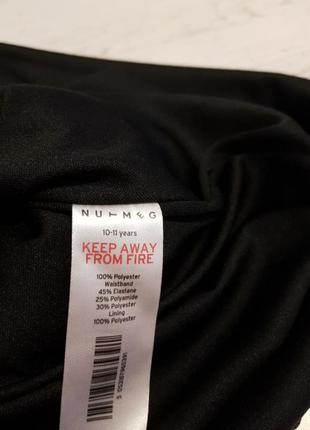 NUTMEG
10-11 years
KEEP AWAY
FROM FIRE
100% Polyester
Waistband
45% Elastane
25% Polyamide
30% Polyester
Lining
100% Polyester